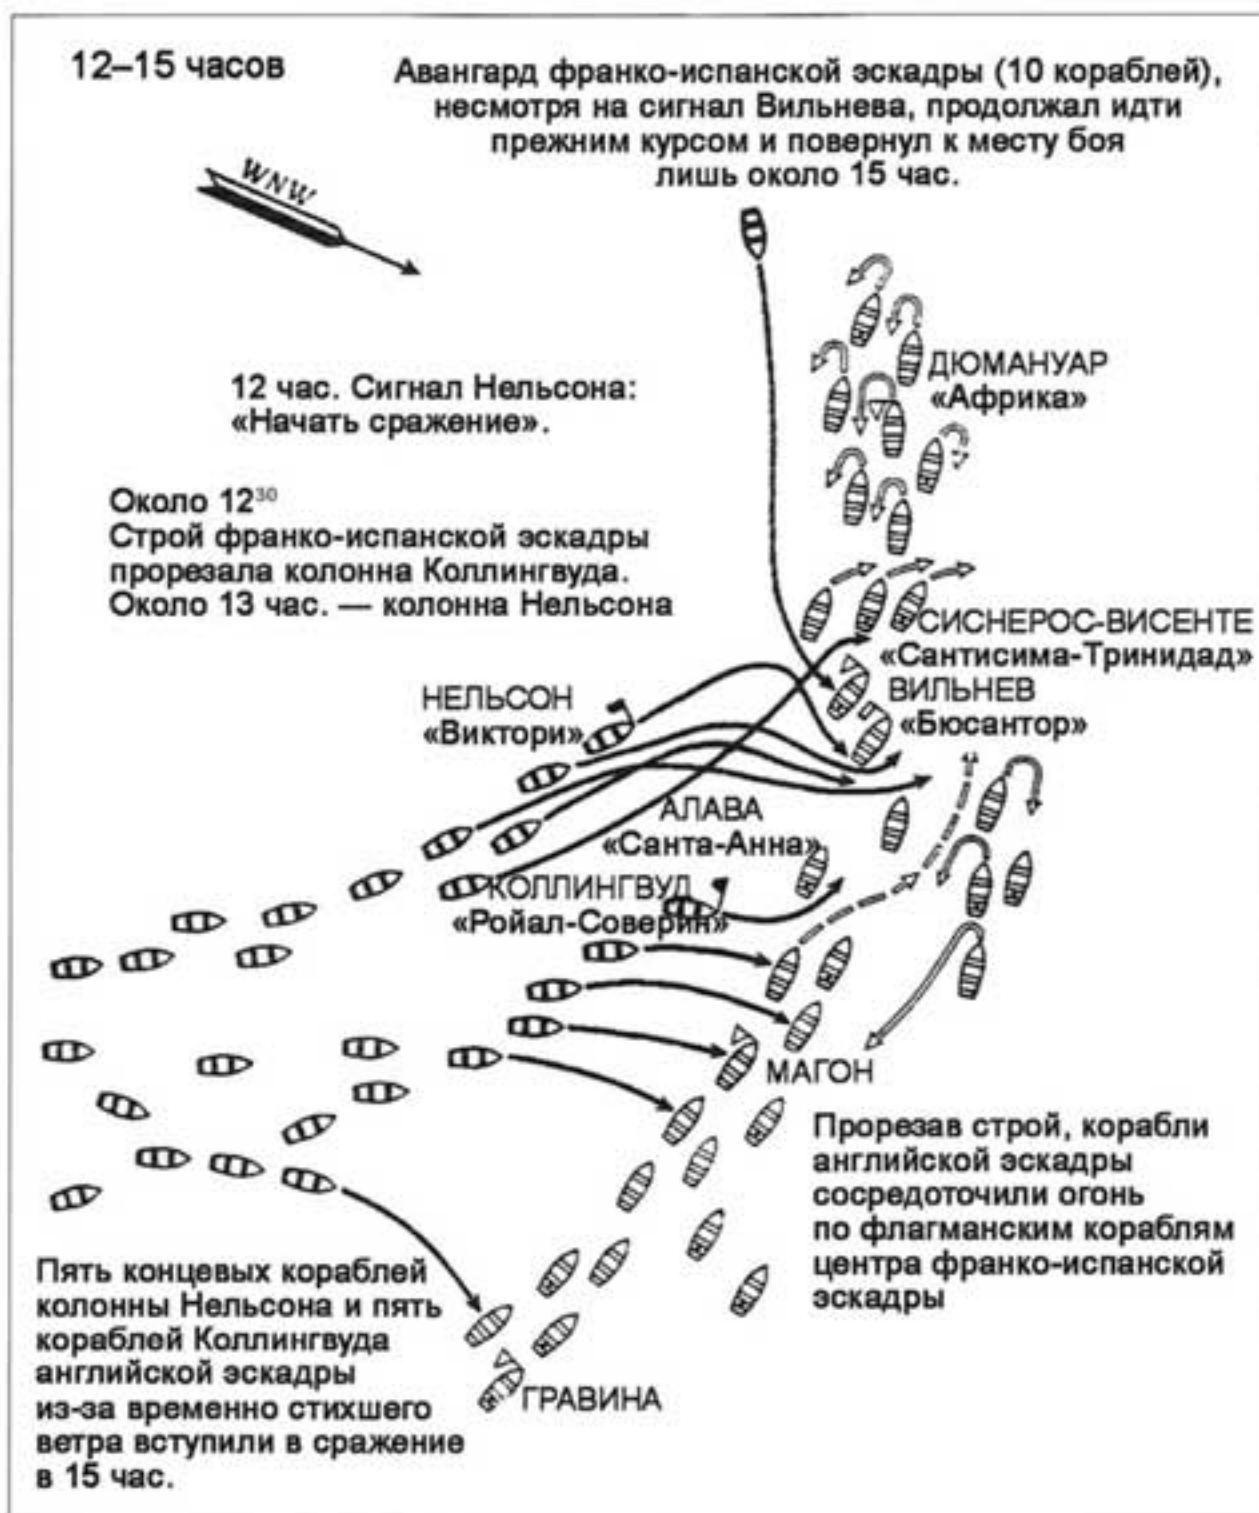 12–15 часов
Авангард франко-испанской эскадры (10 кораблей),
несмотря на сигнал Вильнева, продолжал идти
прежним курсом и повернул к месту боя
лишь около 15 час.
WNW
12 час. Сигнал Нельсона:
«Начать сражение».
ДЮМАНУАР
«Африка»
Около 12³⁰
Строй франко-испанской эскадры
прорезала колонна Коллингвуда.
Около 13 час. — колонна Нельсона
СИСНЕРОС-ВИСЕНТЕ
«Сантисима-Тринидад»
НЕЛЬСОН
«Виктори»
ВИЛЬНЕВ
«Бюсантор»
АЛАВА
«Санта-Анна»
КОЛЛИНГВУД
«Ройал-Соверин»
МАГОН
Прорезав строй, корабли
английской эскадры
сосредоточили огонь
по флагманским кораблям
центра франко-испанской
эскадры
Пять концевых кораблей
колонны Нельсона и пять
кораблей Коллингвуда
английской эскадры
из-за временно стихшего
ветра вступили в сражение
в 15 час.
ГРАВИНА